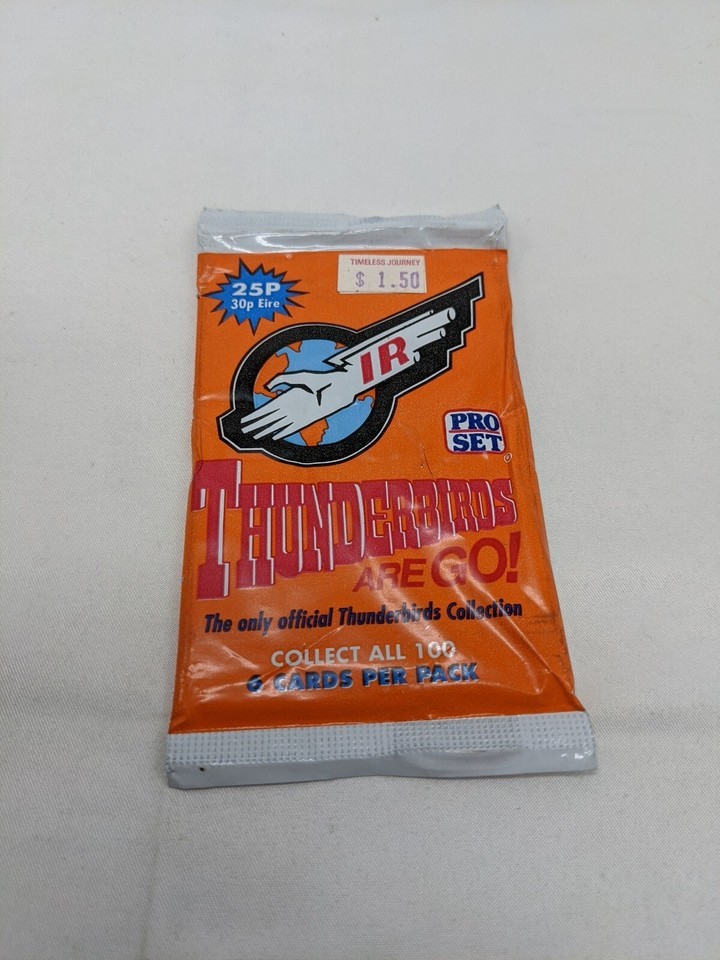 TIMELESS JOURNEY
$ 1.50
25P
30p Eire
IR
PRO
SET
THUNDERBIRDS
ARE GO!
The only official Thunderbirds Collection
COLLECT ALL 100
6 CARDS PER PACK